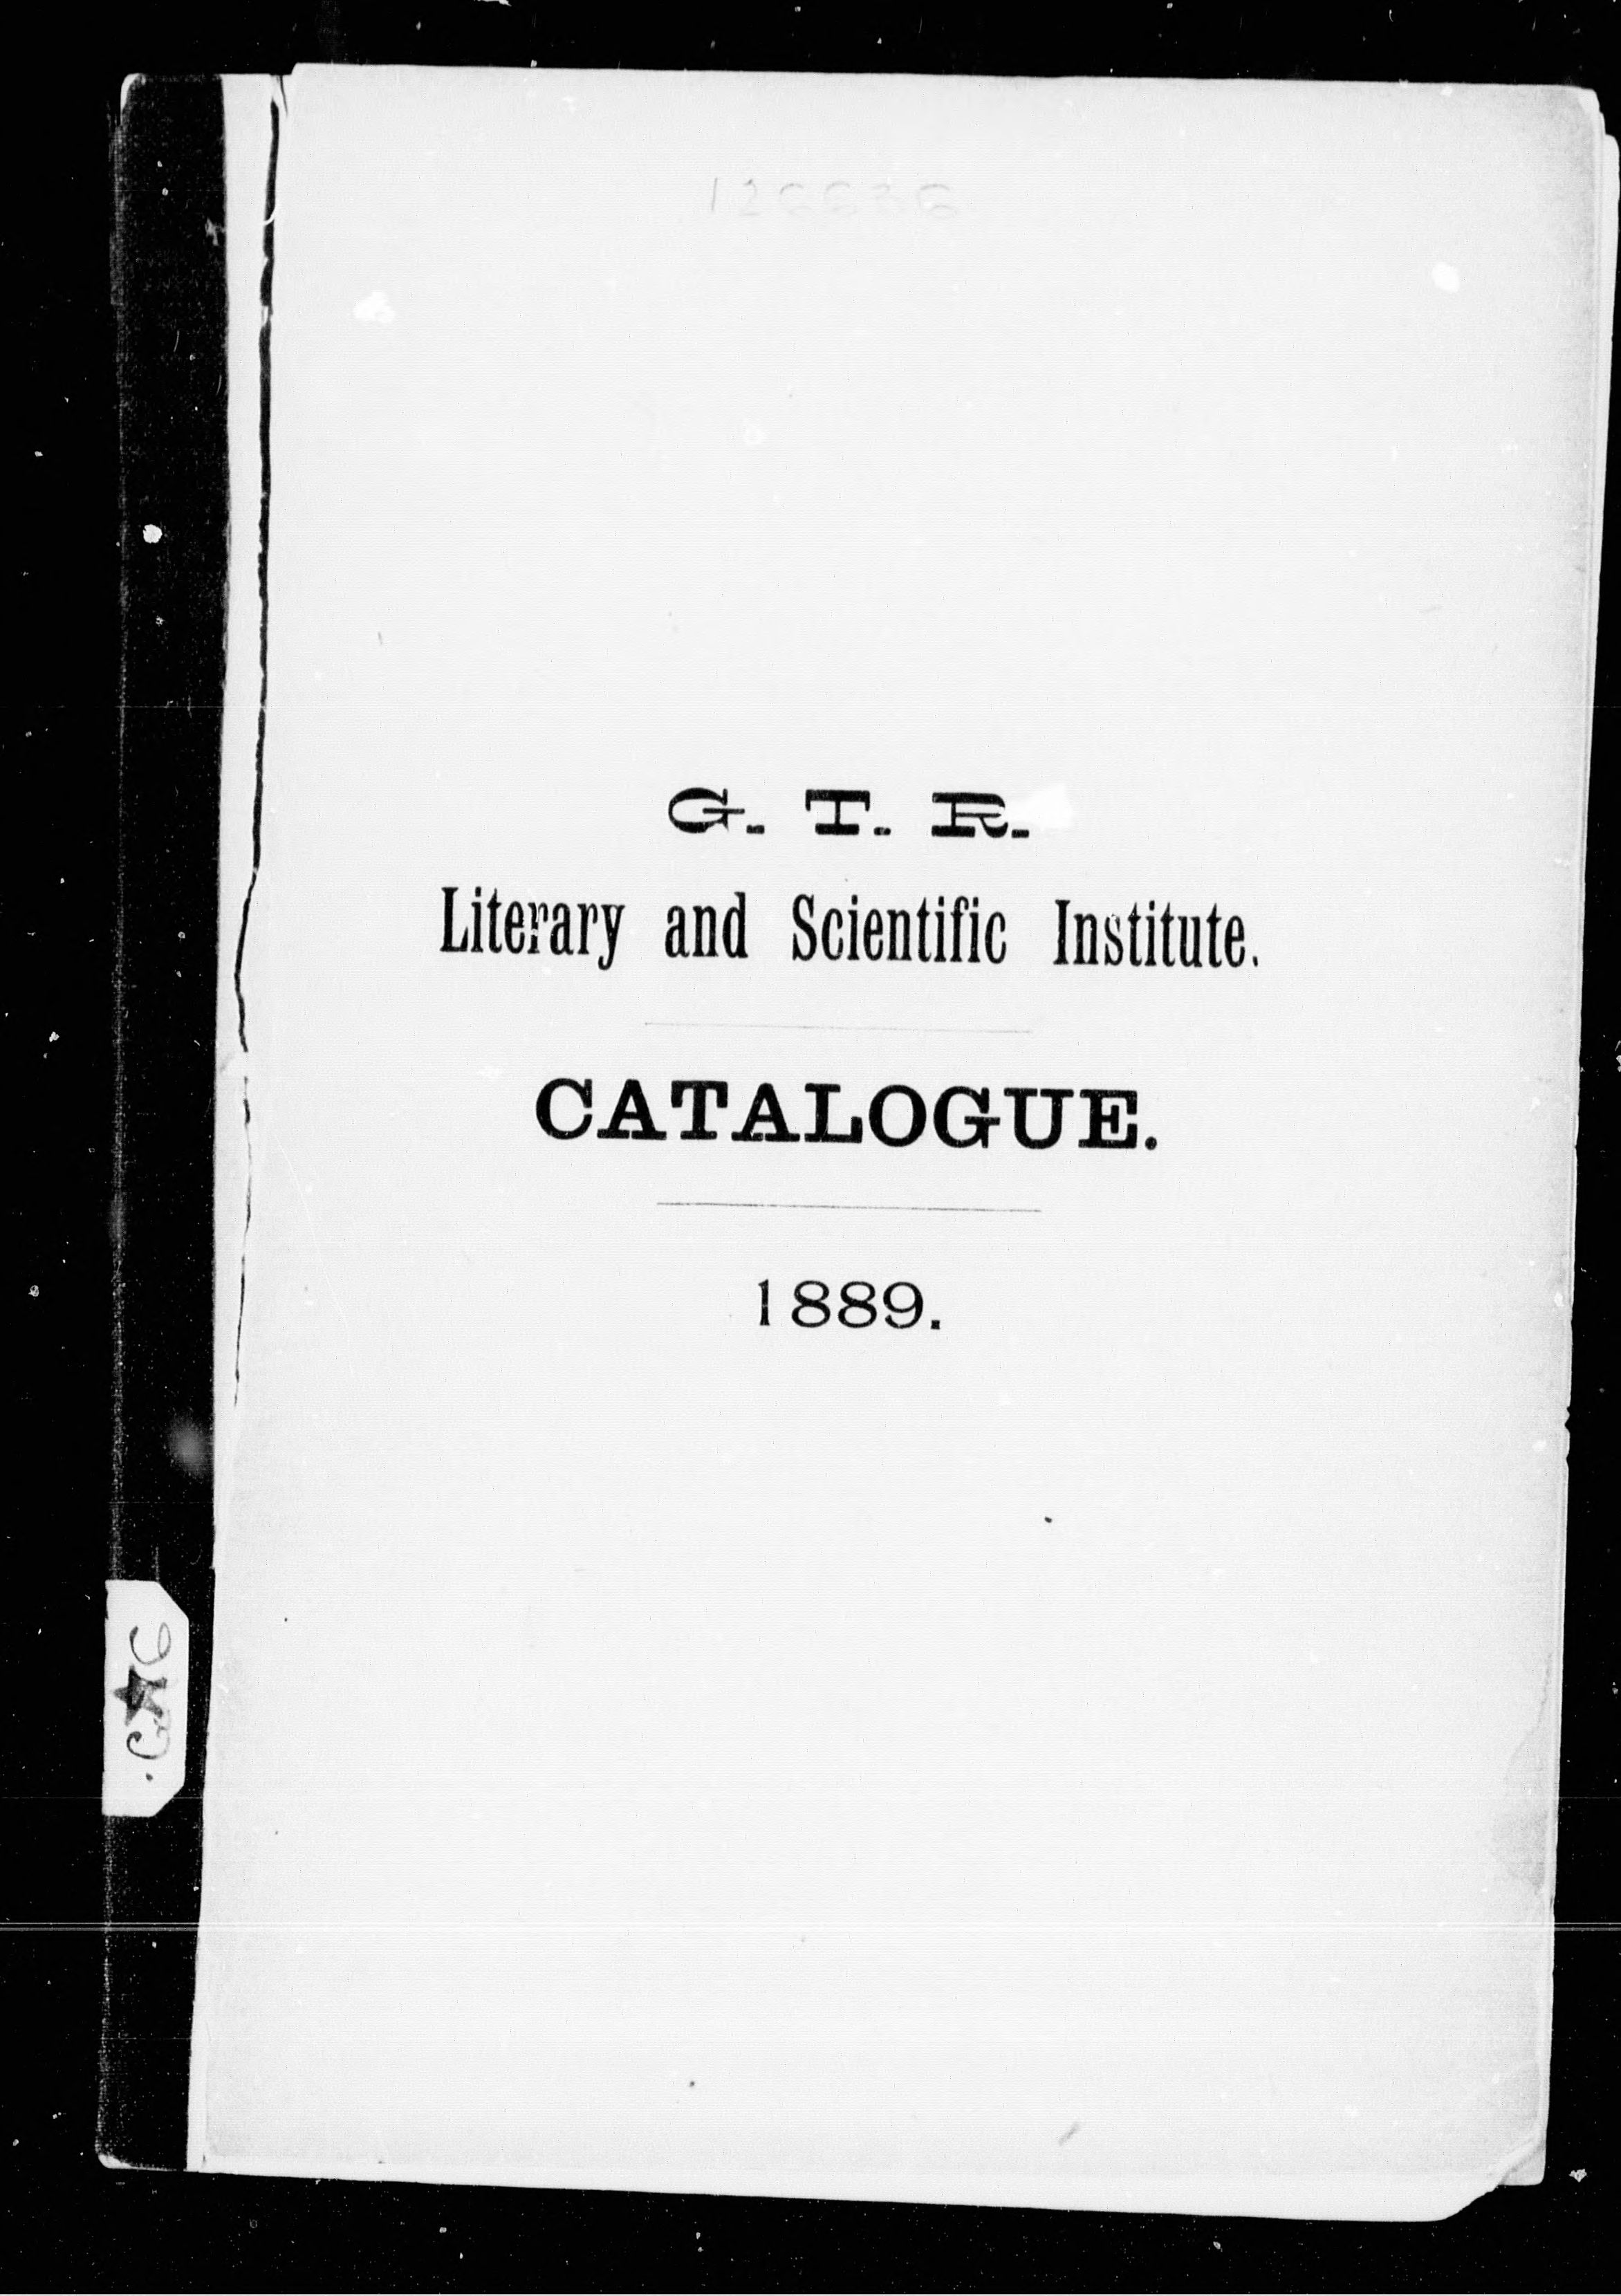 G. T. R.
Literary and Scientific Institute.
CATALOGUE.
1889.